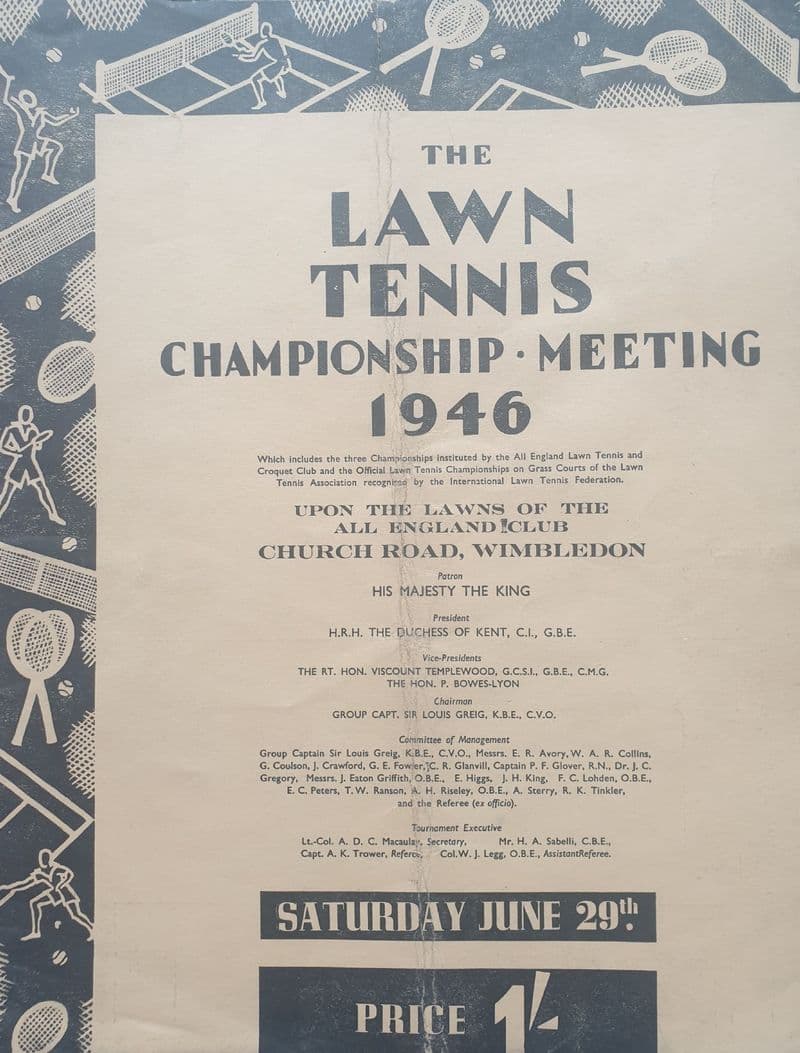 THE
LAWN
TENNIS
CHAMPIONSHIP · MEETING
1946
Which includes the three Championships instituted by the All England Lawn Tennis and
Croquet Club and the Official Lawn Tennis Championships on Grass Courts of the Lawn
Tennis Association recognised by the International Lawn Tennis Federation.
UPON THE LAWNS OF THE
ALL ENGLAND CLUB
CHURCH ROAD, WIMBLEDON
Patron
HIS MAJESTY THE KING
President
H.R.H. THE DUCHESS OF KENT, C.I., G.B.E.
Vice-Presidents
THE RT. HON. VISCOUNT TEMPLEWOOD, G.C.S.I., G.B.E., C.M.G.
THE HON. P. BOWES-LYON
Chairman
GROUP CAPT. SIR LOUIS GREIG, K.B.E., C.V.O.
Committee of Management
Group Captain Sir Louis Greig, K.B.E., C.V.O., Messrs. E. R. Avory, W. A. R. Collins,
G. Coulson, J. Crawford, G. E. Fowler, C. R. Glanvill, Captain P. F. Glover, R.N., Dr. J. C.
Gregory, Messrs. J. Eaton Griffith, O.B.E., E. Higgs, J. H. King, F. C. Lohden, O.B.E.,
E. C. Peters, T. W. Ranson, A. H. Riseley, O.B.E., A. Sterry, R. K. Tinkler,
and the Referee (ex officio).
Tournament Executive
Lt.-Col. A. D. C. Macaulay, Secretary, Mr. H. A. Sabelli, C.B.E.,
Capt. A. K. Trower, Referee, Col. W. J. Legg, O.B.E., Assistant Referee.
SATURDAY JUNE 29th.
PRICE 1/-